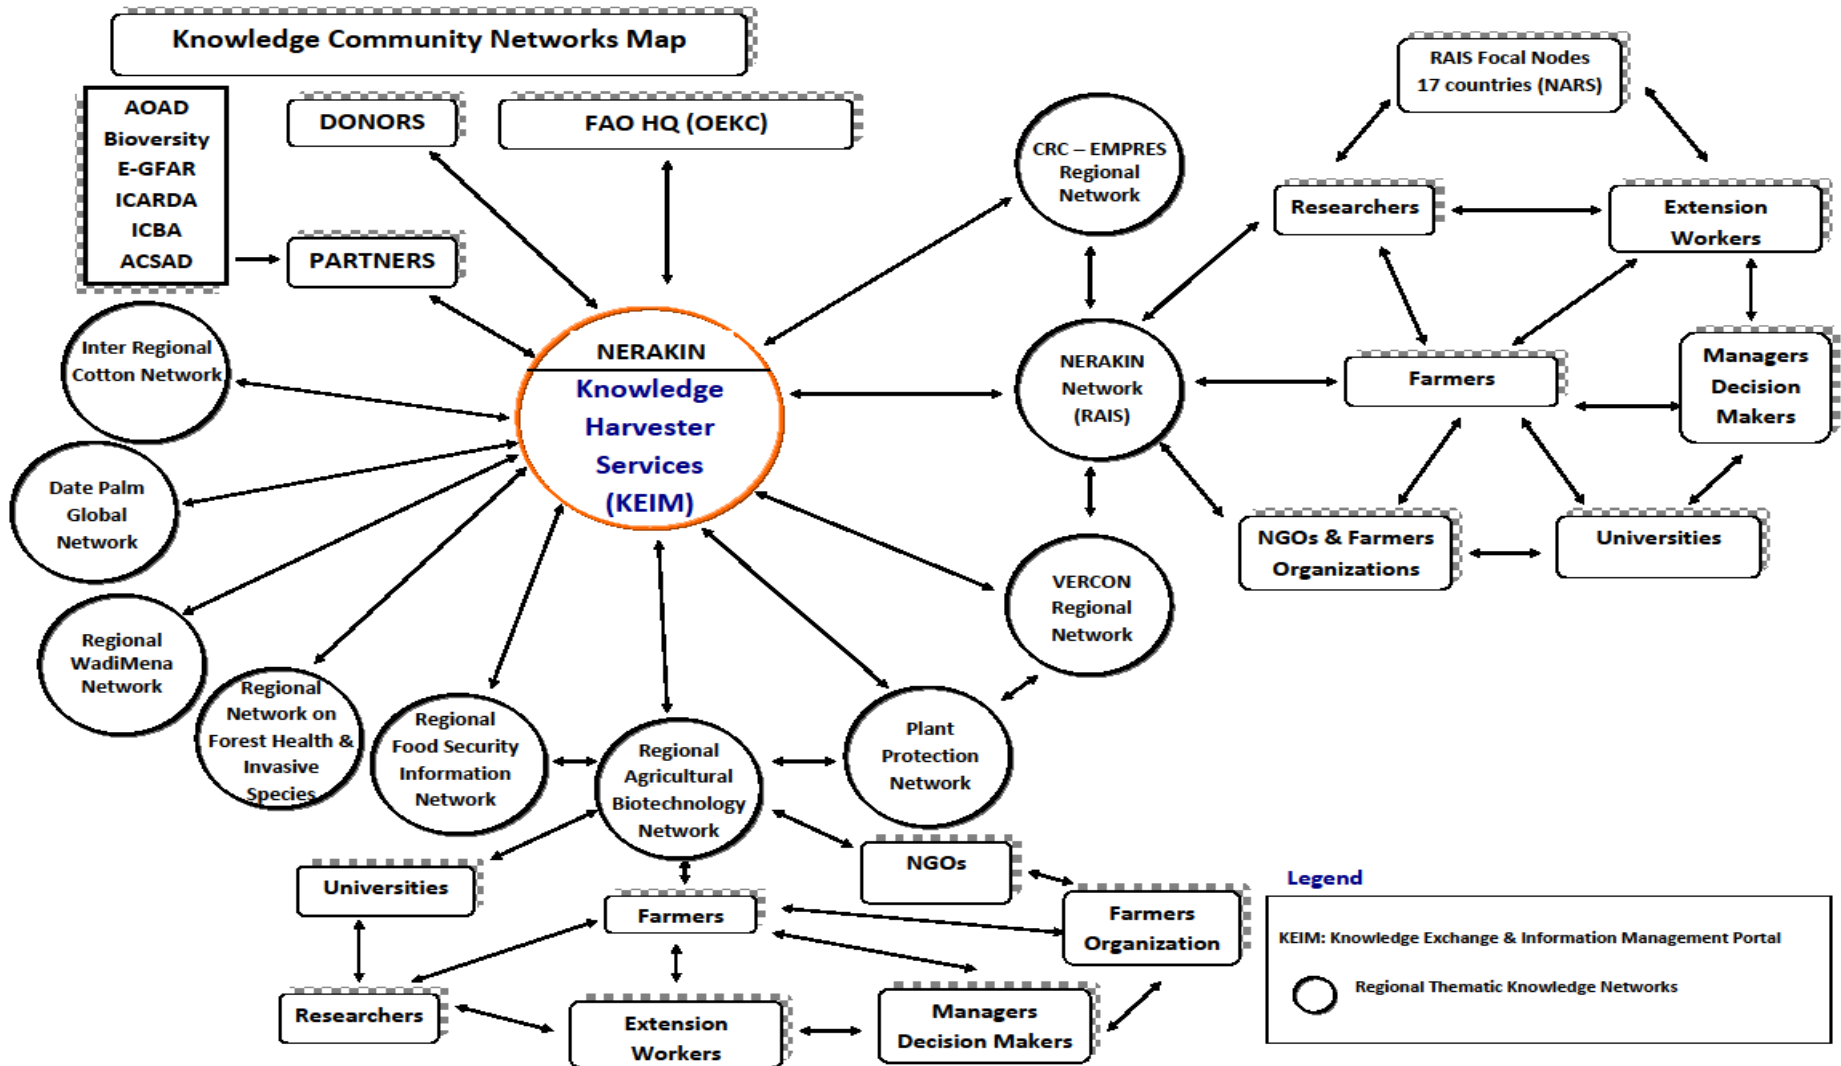 Knowledge Community Networks Map
AOAD
Bioversity
E-GFAR
ICARDA
ICBA
ACSAD
DONORS
FAO HQ (OEKC)
PARTNERS
CRC – EMPRES
Regional
Network
RAIS Focal Nodes
17 countries (NARS)
Researchers
Extension
Workers
Inter Regional
Cotton Network
NERAKIN
Knowledge
Harvester
Services
(KEIM)
NERAKIN
Network
(RAIS)
Farmers
Managers
Decision
Makers
Date Palm
Global
Network
NGOs & Farmers
Organizations
Universities
VERCON
Regional
Network
Regional
WadiMena
Network
Regional
Network on
Forest Health &
Invasive
Species
Regional
Food Security
Information
Network
Regional
Agricultural
Biotechnology
Network
Plant
Protection
Network
Universities
Farmers
NGOs
Farmers
Organization
Researchers
Extension
Workers
Managers
Decision Makers
Legend
KEIM: Knowledge Exchange & Information Management Portal
Regional Thematic Knowledge Networks